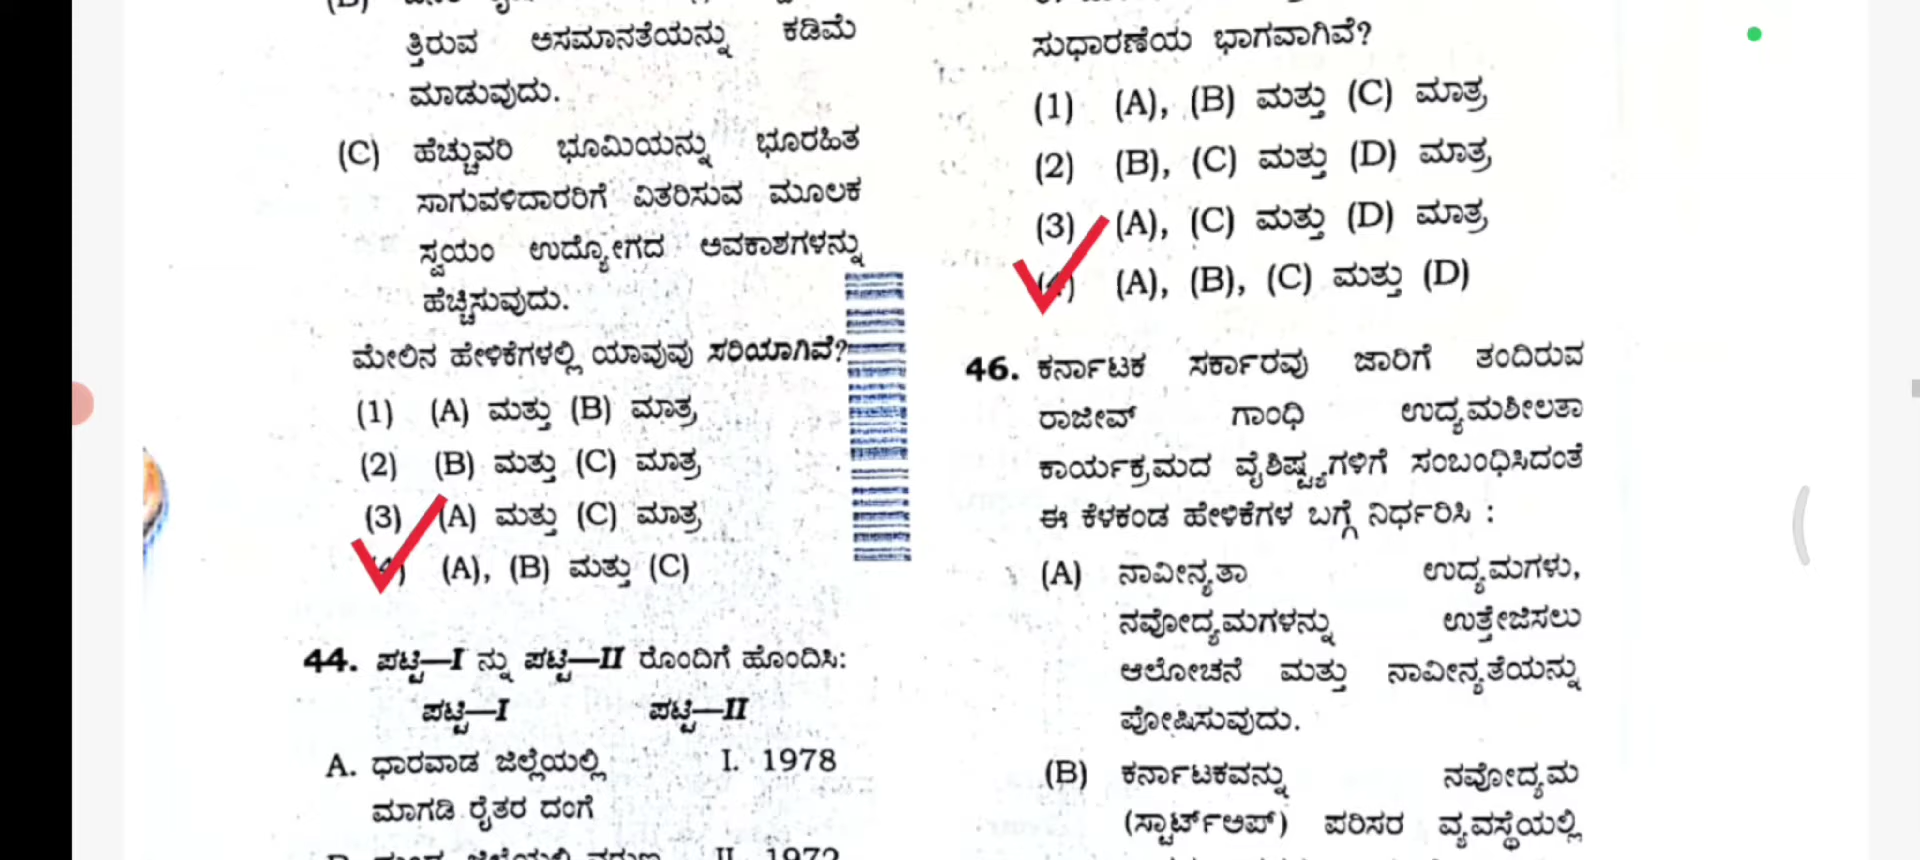 ತ್ತಿರುವ ಅಸಮಾನತೆಯನ್ನು ಕಡಿಮೆ
ಮಾಡುವುದು.
(C) ಹೆಚ್ಚುವರಿ ಭೂಮಿಯನ್ನು ಭೂರಹಿತ
ಸಾಗುವಳಿದಾರರಿಗೆ ವಿತರಿಸುವ ಮೂಲಕ
ಸ್ವಯಂ ಉದ್ಯೋಗದ ಅವಕಾಶಗಳನ್ನು
ಹೆಚ್ಚಿಸುವುದು.
ಮೇಲಿನ ಹೇಳಿಕೆಗಳಲ್ಲಿ ಯಾವುವು ಸರಿಯಾಗಿವೆ?
(1) (A) ಮತ್ತು (B) ಮಾತ್ರ
(2) (B) ಮತ್ತು (C) ಮಾತ್ರ
(3) (A) ಮತ್ತು (C) ಮಾತ್ರ
(4) (A), (B) ಮತ್ತು (C)
44. ಪಟ್ಟಿ—I ನ್ನು ಪಟ್ಟಿ—II ರೊಂದಿಗೆ ಹೊಂದಿಸಿ:
ಪಟ್ಟಿ—I ಪಟ್ಟಿ—II
A. ಧಾರವಾಡ ಜಿಲ್ಲೆಯಲ್ಲಿ I. 1978
ಮಾಗಡಿ ರೈತರ ದಂಗೆ
II. 1972
ಸುಧಾರಣೆಯ ಭಾಗವಾಗಿವೆ?
(1) (A), (B) ಮತ್ತು (C) ಮಾತ್ರ
(2) (B), (C) ಮತ್ತು (D) ಮಾತ್ರ
(3) (A), (C) ಮತ್ತು (D) ಮಾತ್ರ
(4) (A), (B), (C) ಮತ್ತು (D)
46. ಕರ್ನಾಟಕ ಸರ್ಕಾರವು ಜಾರಿಗೆ ತಂದಿರುವ
ರಾಜೀವ್ ಗಾಂಧಿ ಉದ್ಯಮಶೀಲತಾ
ಕಾರ್ಯಕ್ರಮದ ವೈಶಿಷ್ಟ್ಯಗಳಿಗೆ ಸಂಬಂಧಿಸಿದಂತೆ
ಈ ಕೆಳಕಂಡ ಹೇಳಿಕೆಗಳ ಬಗ್ಗೆ ನಿರ್ಧರಿಸಿ :
(A) ನಾವೀನ್ಯತಾ ಉದ್ಯಮಗಳು,
ನವೋದ್ಯಮಗಳನ್ನು ಉತ್ತೇಜಿಸಲು
ಆಲೋಚನೆ ಮತ್ತು ನಾವೀನ್ಯತೆಯನ್ನು
ಪೋಷಿಸುವುದು.
(B) ಕರ್ನಾಟಕವನ್ನು ನವೋದ್ಯಮ
(ಸ್ಟಾರ್ಟ್‌ಅಪ್) ಪರಿಸರ ವ್ಯವಸ್ಥೆಯಲ್ಲಿ